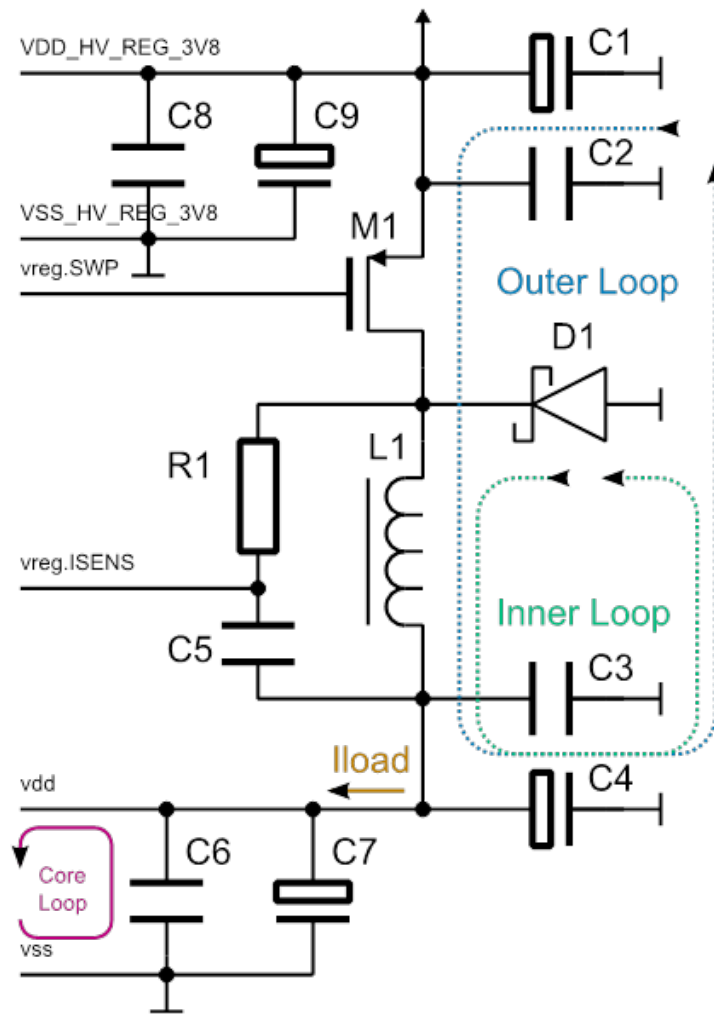 VDD_HV_REG_3V8
C1
C8
C9
C2
VSS_HV_REG_3V8
M1
vreg.SWP
Outer Loop
D1
L1
R1
vreg.ISENS
Inner Loop
C5
C3
Iload
vdd
C4
C6
C7
Core
Loop
vss